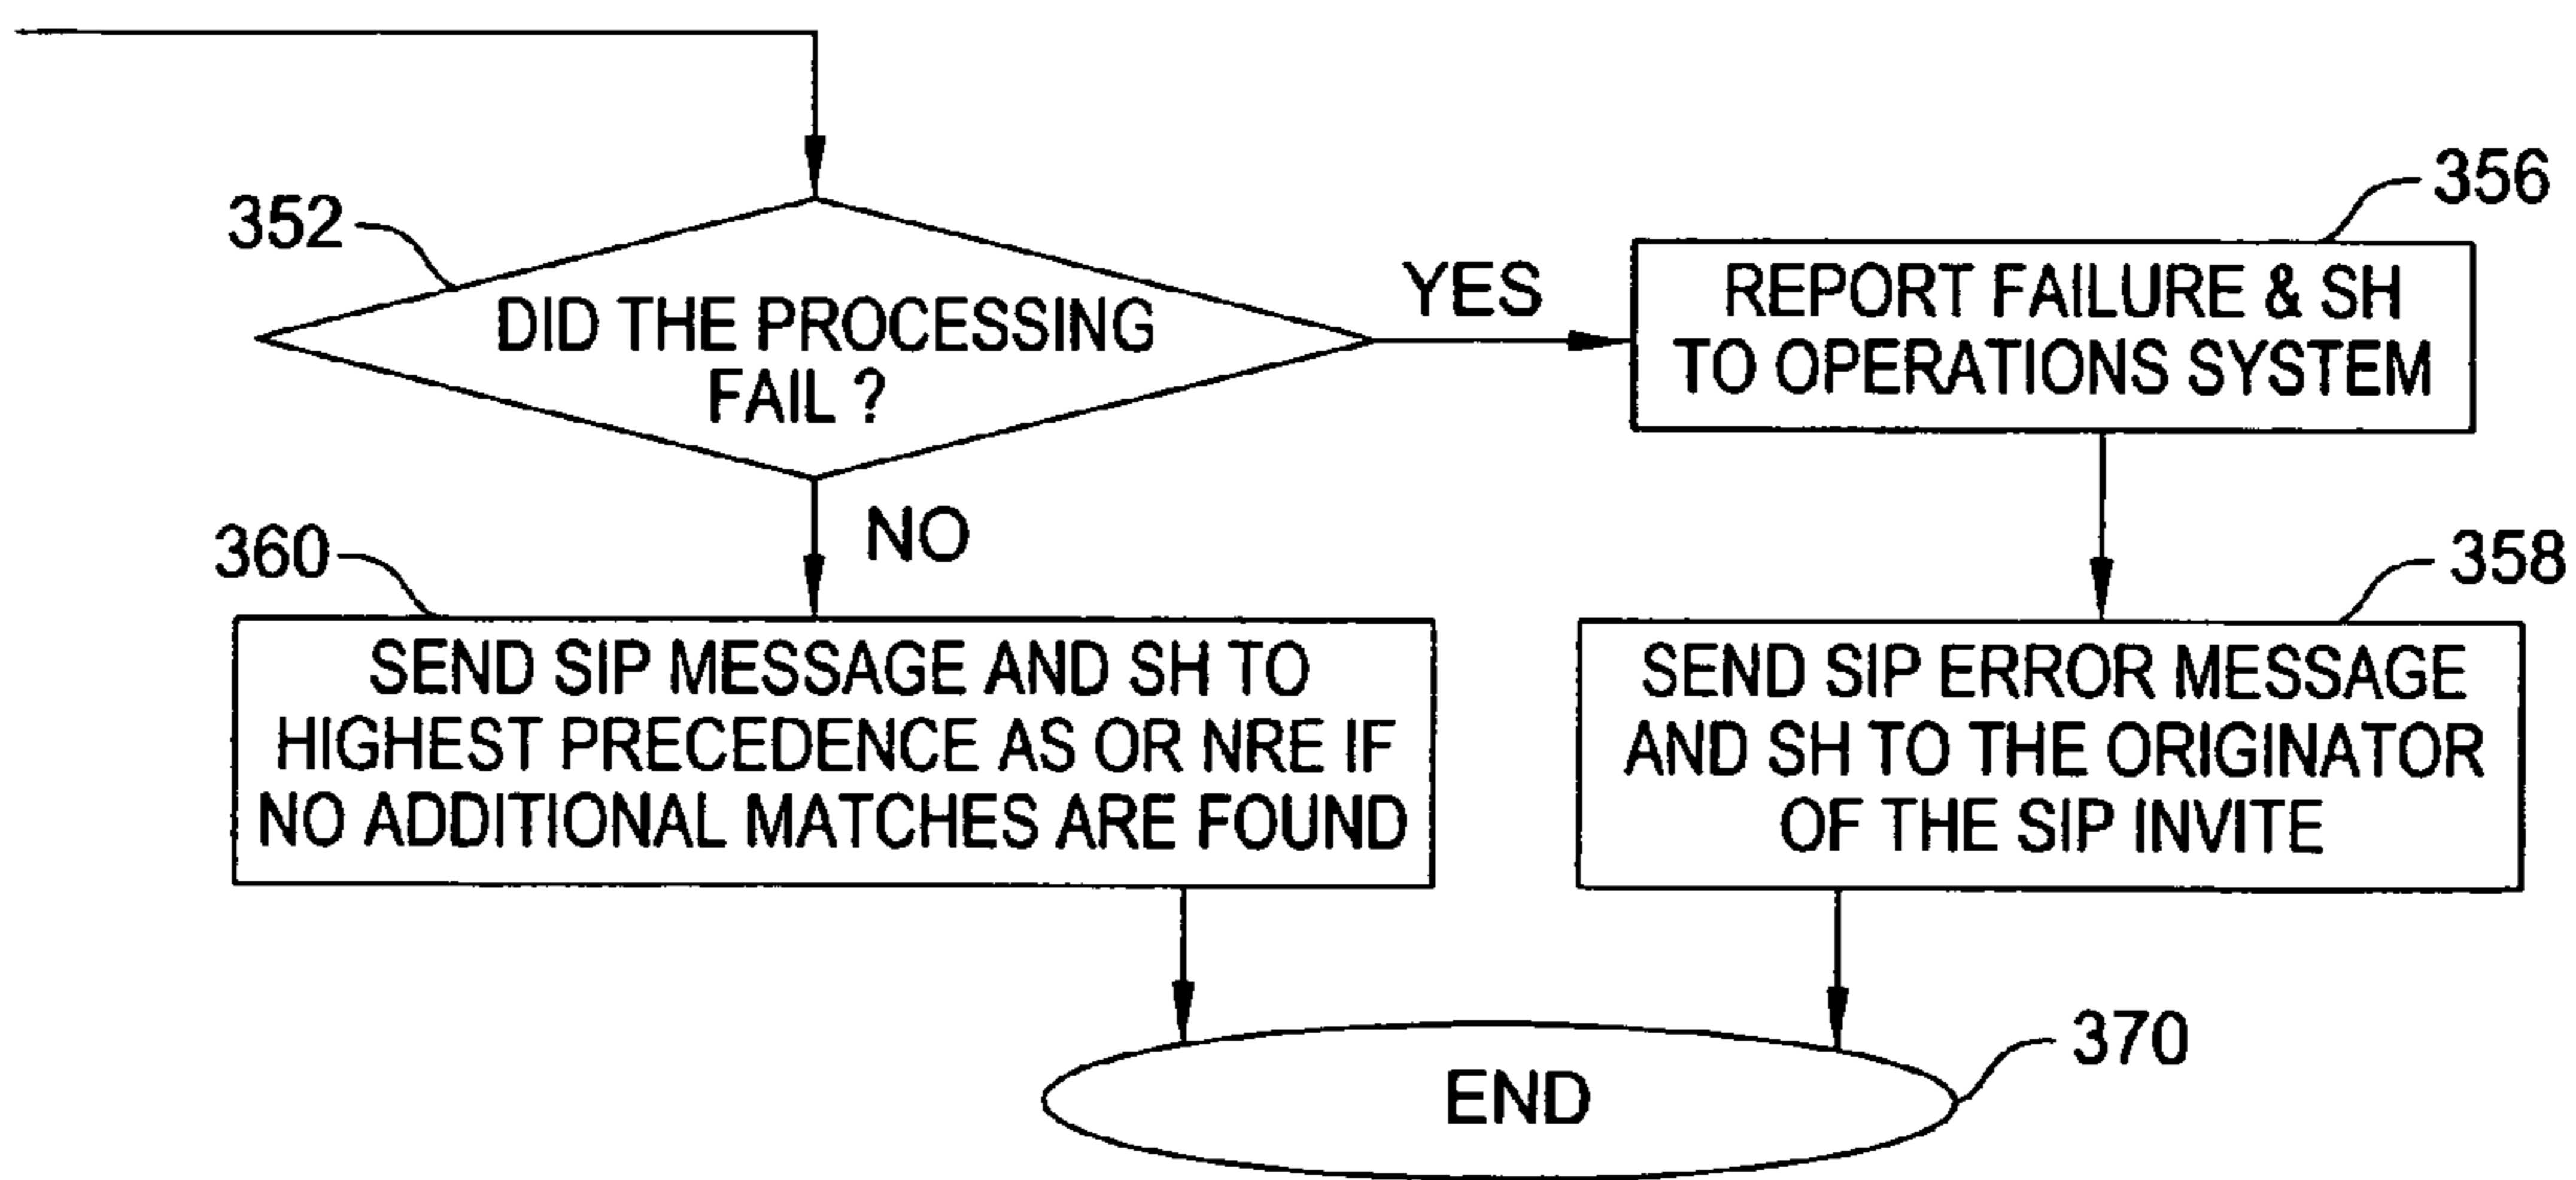 352
DID THE PROCESSING
FAIL ?
YES
356
REPORT FAILURE & SH
TO OPERATIONS SYSTEM
NO
360
SEND SIP MESSAGE AND SH TO
HIGHEST PRECEDENCE AS OR NRE IF
NO ADDITIONAL MATCHES ARE FOUND
358
SEND SIP ERROR MESSAGE
AND SH TO THE ORIGINATOR
OF THE SIP INVITE
370
END